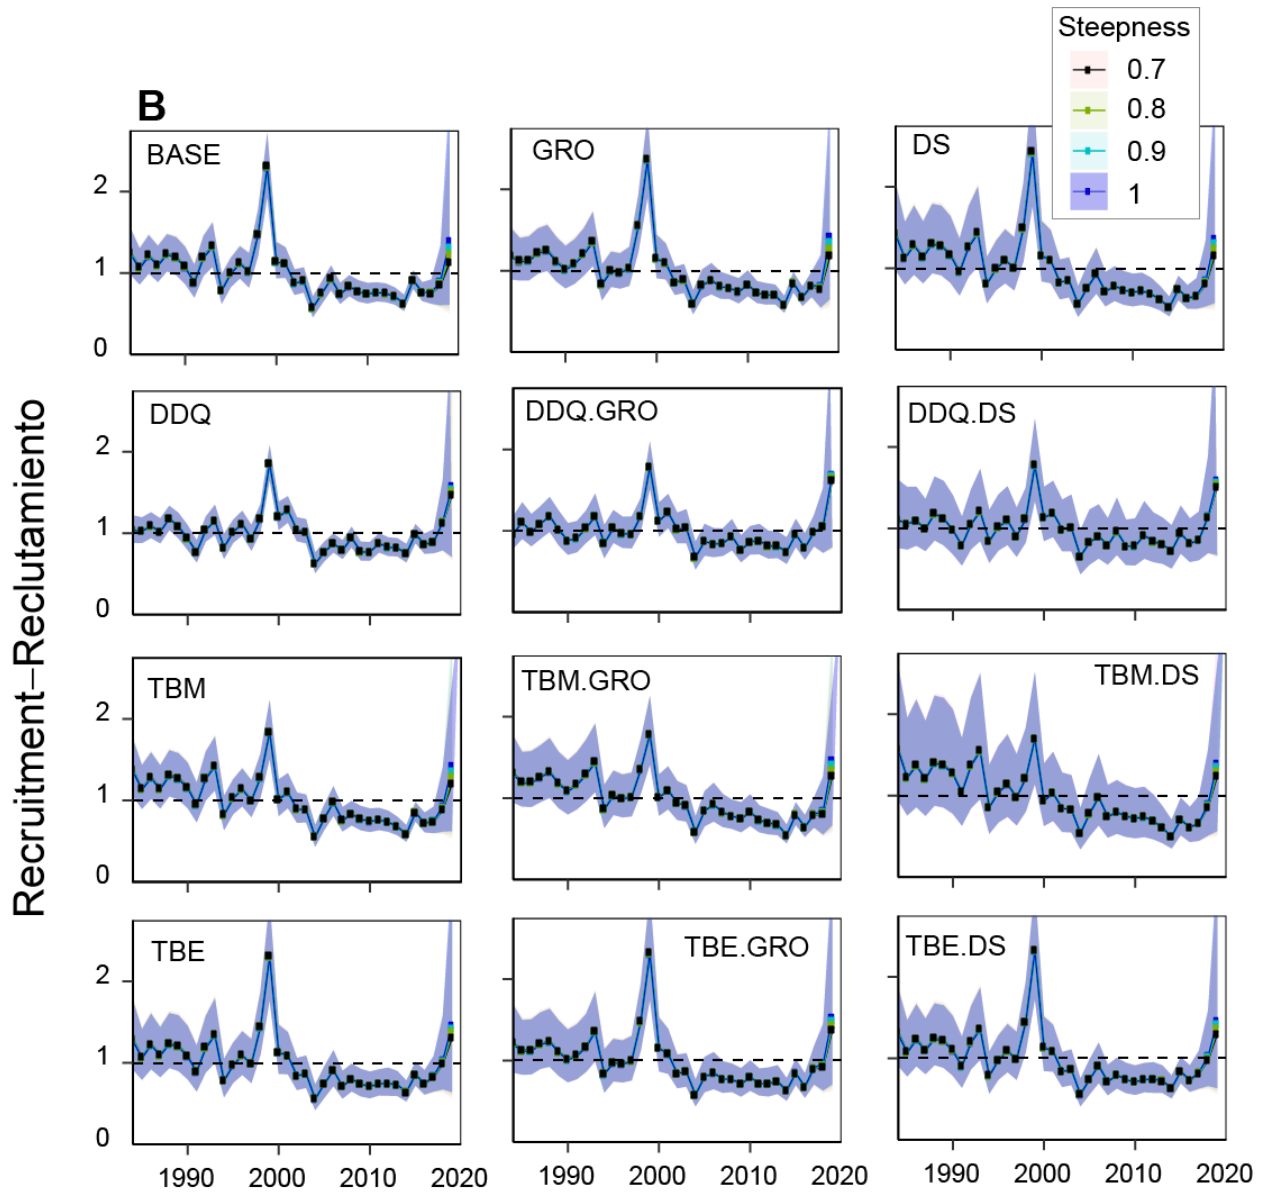 Steepness
0.7
0.8
0.9
1
B
BASE
GRO
DS
2
1
0
DDQ
DDQ.GRO
DDQ.DS
2
1
0
Recruitment–Reclutamiento
TBM
TBM.GRO
TBM.DS
2
1
0
TBE
TBE.GRO
TBE.DS
2
1
0
1990 2000 2010 2020
1990 2000 2010 2020
1990 2000 2010 2020